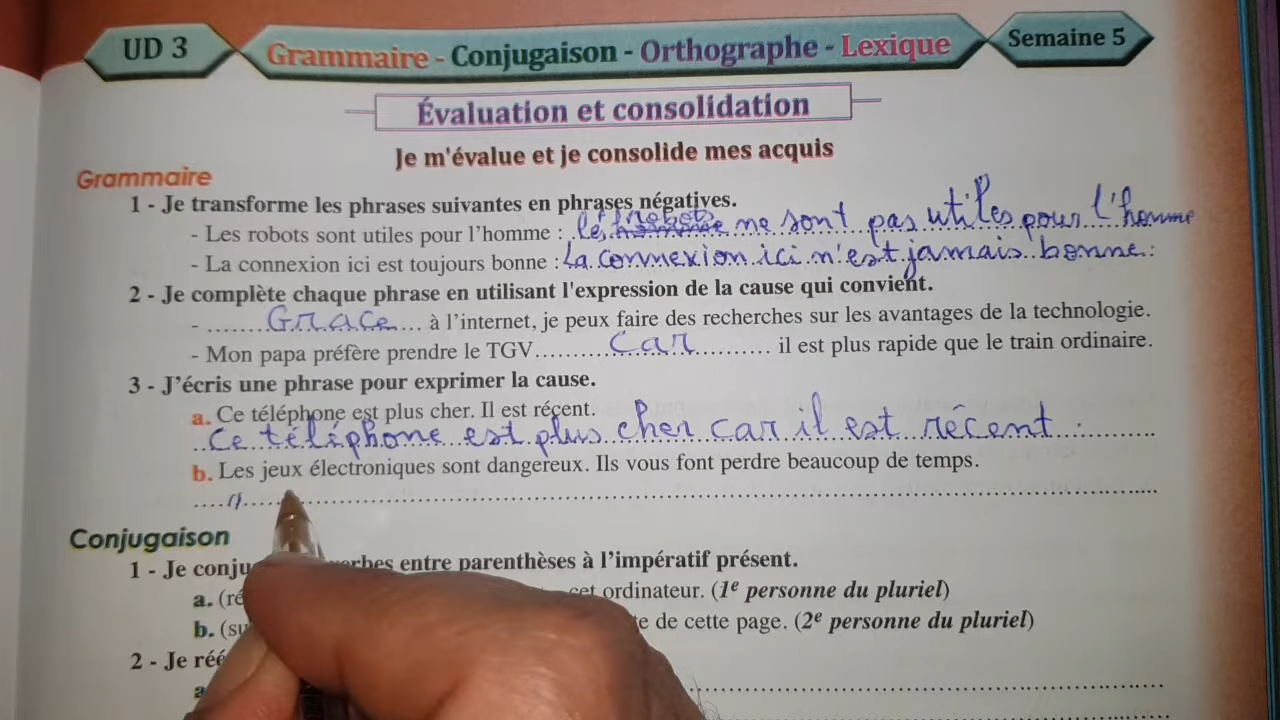 UD 3
Grammaire - Conjugaison - Orthographe - Lexique
Semaine 5
Évaluation et consolidation
Je m'évalue et je consolide mes acquis
Grammaire
1 - Je transforme les phrases suivantes en phrases négatives.
- Les robots sont utiles pour l'homme : les robots ne sont pas utiles pour l'homme
- La connexion ici est toujours bonne : La connexion ici n'est jamais bonne.
2 - Je complète chaque phrase en utilisant l'expression de la cause qui convient.
- ....... Grace ... à l'internet, je peux faire des recherches sur les avantages de la technologie.
- Mon papa préfère prendre le TGV .......... car .......... il est plus rapide que le train ordinaire.
3 - J'écris une phrase pour exprimer la cause.
a. Ce téléphone est plus cher. Il est récent.
Ce téléphone est plus cher car il est récent.
b. Les jeux électroniques sont dangereux. Ils vous font perdre beaucoup de temps.
Conjugaison
1 - Je conju verbes entre parenthèses à l'impératif présent.
a. (ré cet ordinateur. (1e personne du pluriel)
b. (su de cette page. (2e personne du pluriel)
2 - Je réé
a